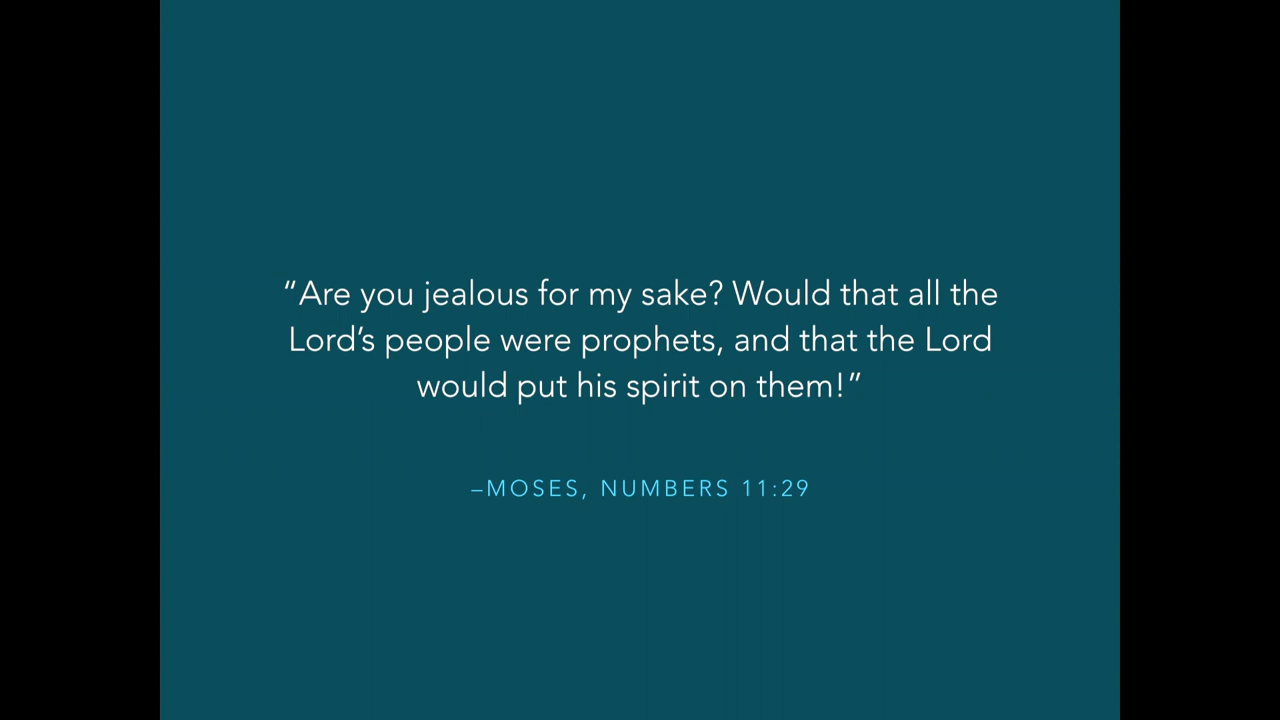 “Are you jealous for my sake? Would that all the
Lord’s people were prophets, and that the Lord
would put his spirit on them!”
–MOSES, NUMBERS 11:29